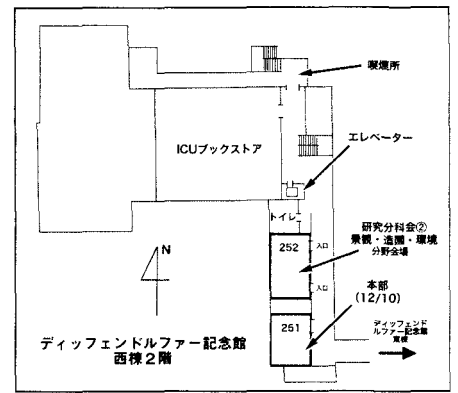 喫煙所
ICUブックストア
エレベーター
トイレ
研究分科会②
景観・造園・環境
分野会場
252
入口
入口
N
本部
(12/10)
251
ディッフェンド
ルファー記念館
東棟
ディッフェンドルファー記念館
西棟2階